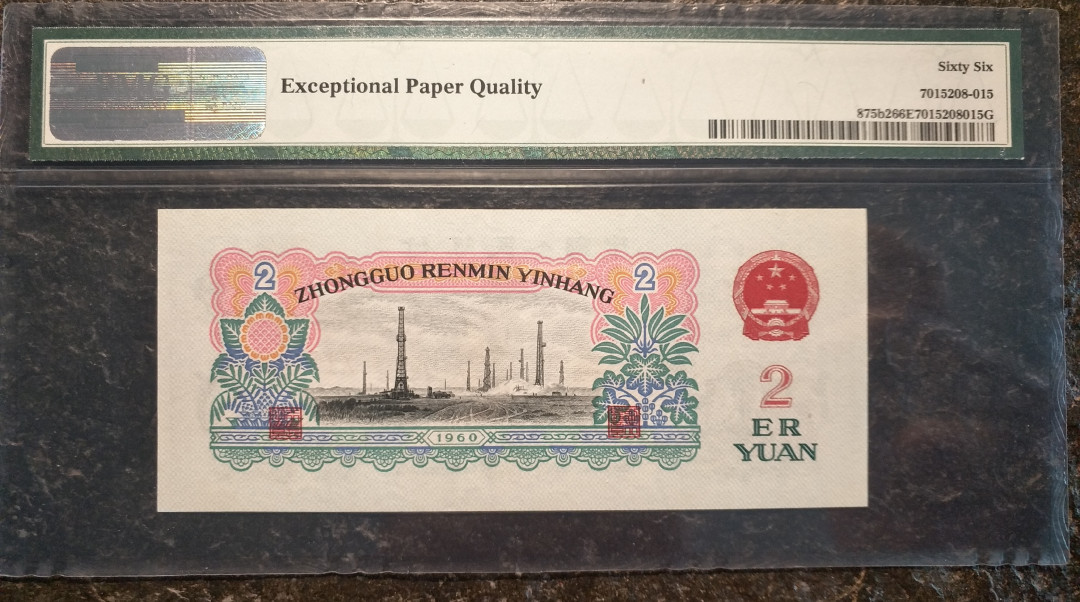 Exceptional Paper Quality
Sixty Six
7015208-015
875b266E7015208015G
2
ZHONGGUO RENMIN YINHANG
2
1960
2
ER
YUAN